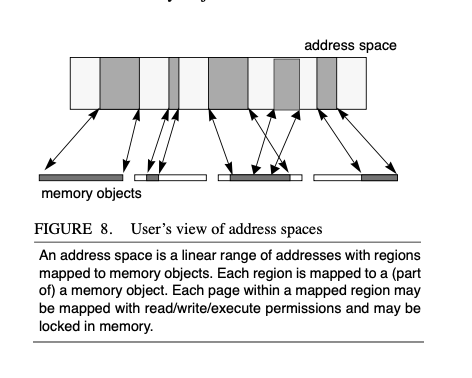 address space
memory objects
FIGURE 8. User's view of address spaces
An address space is a linear range of addresses with regions
mapped to memory objects. Each region is mapped to a (part
of) a memory object. Each page within a mapped region may
be mapped with read/write/execute permissions and may be
locked in memory.